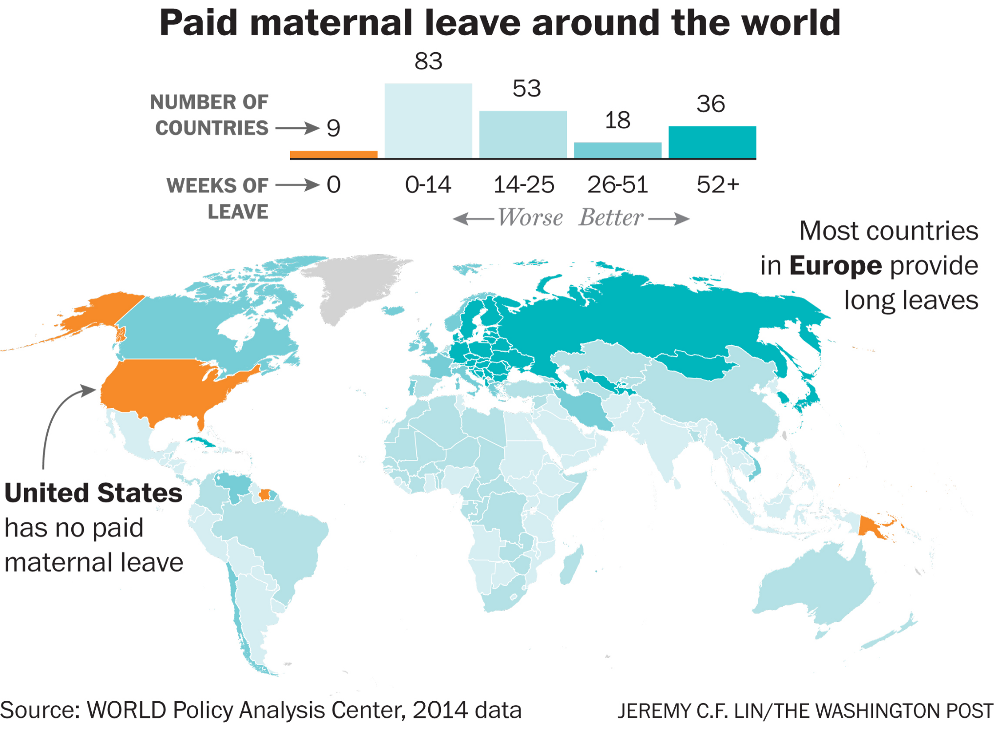 Paid maternal leave around the world
83
53
36
18
9
NUMBER OF
COUNTRIES
WEEKS OF
LEAVE
0
0-14
14-25
26-51
52+
Worse Better
Most countries
in Europe provide
long leaves
United States
has no paid
maternal leave
Source: WORLD Policy Analysis Center, 2014 data
JEREMY C.F. LIN/THE WASHINGTON POST